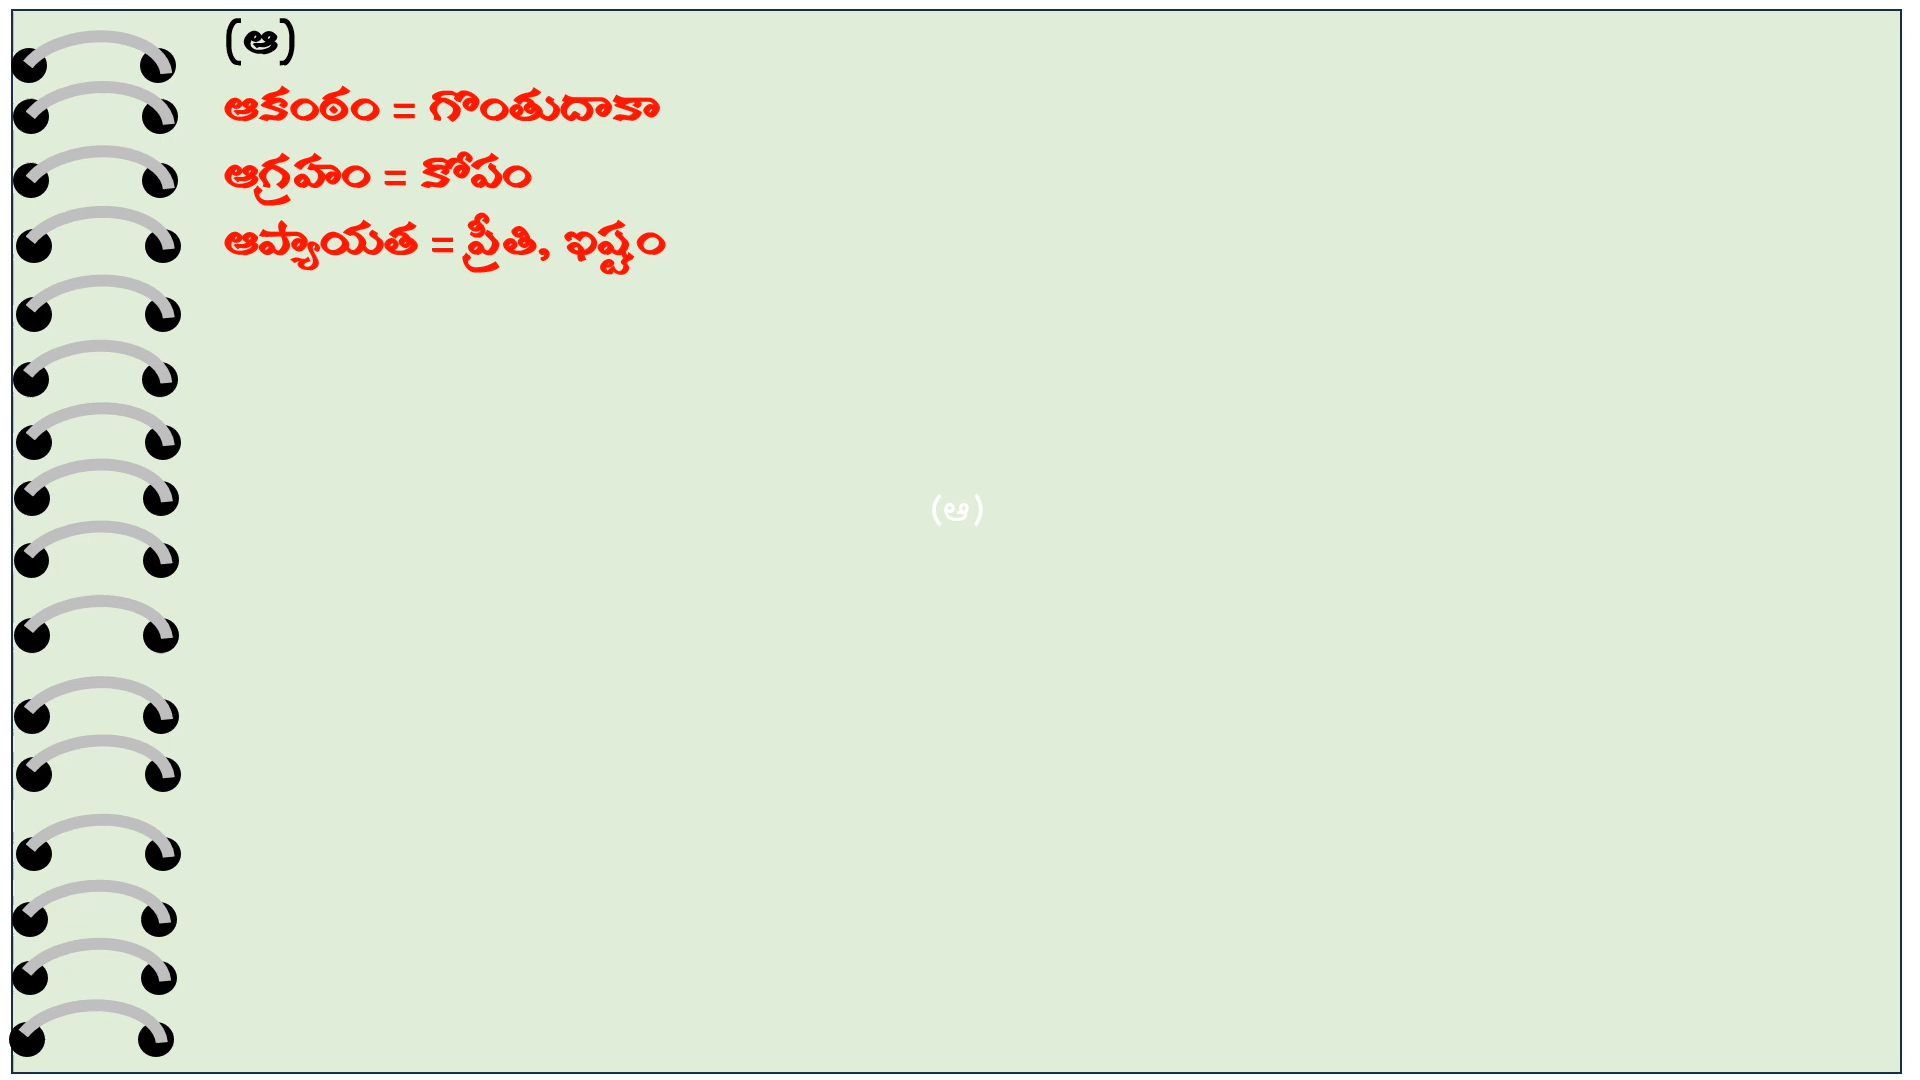 (ఆ)
ఆకంఠం = గొంతుదాకా
ఆగ్రహం = కోపం
ఆప్యాయత = ప్రీతి, ఇష్టం
(ఆ)